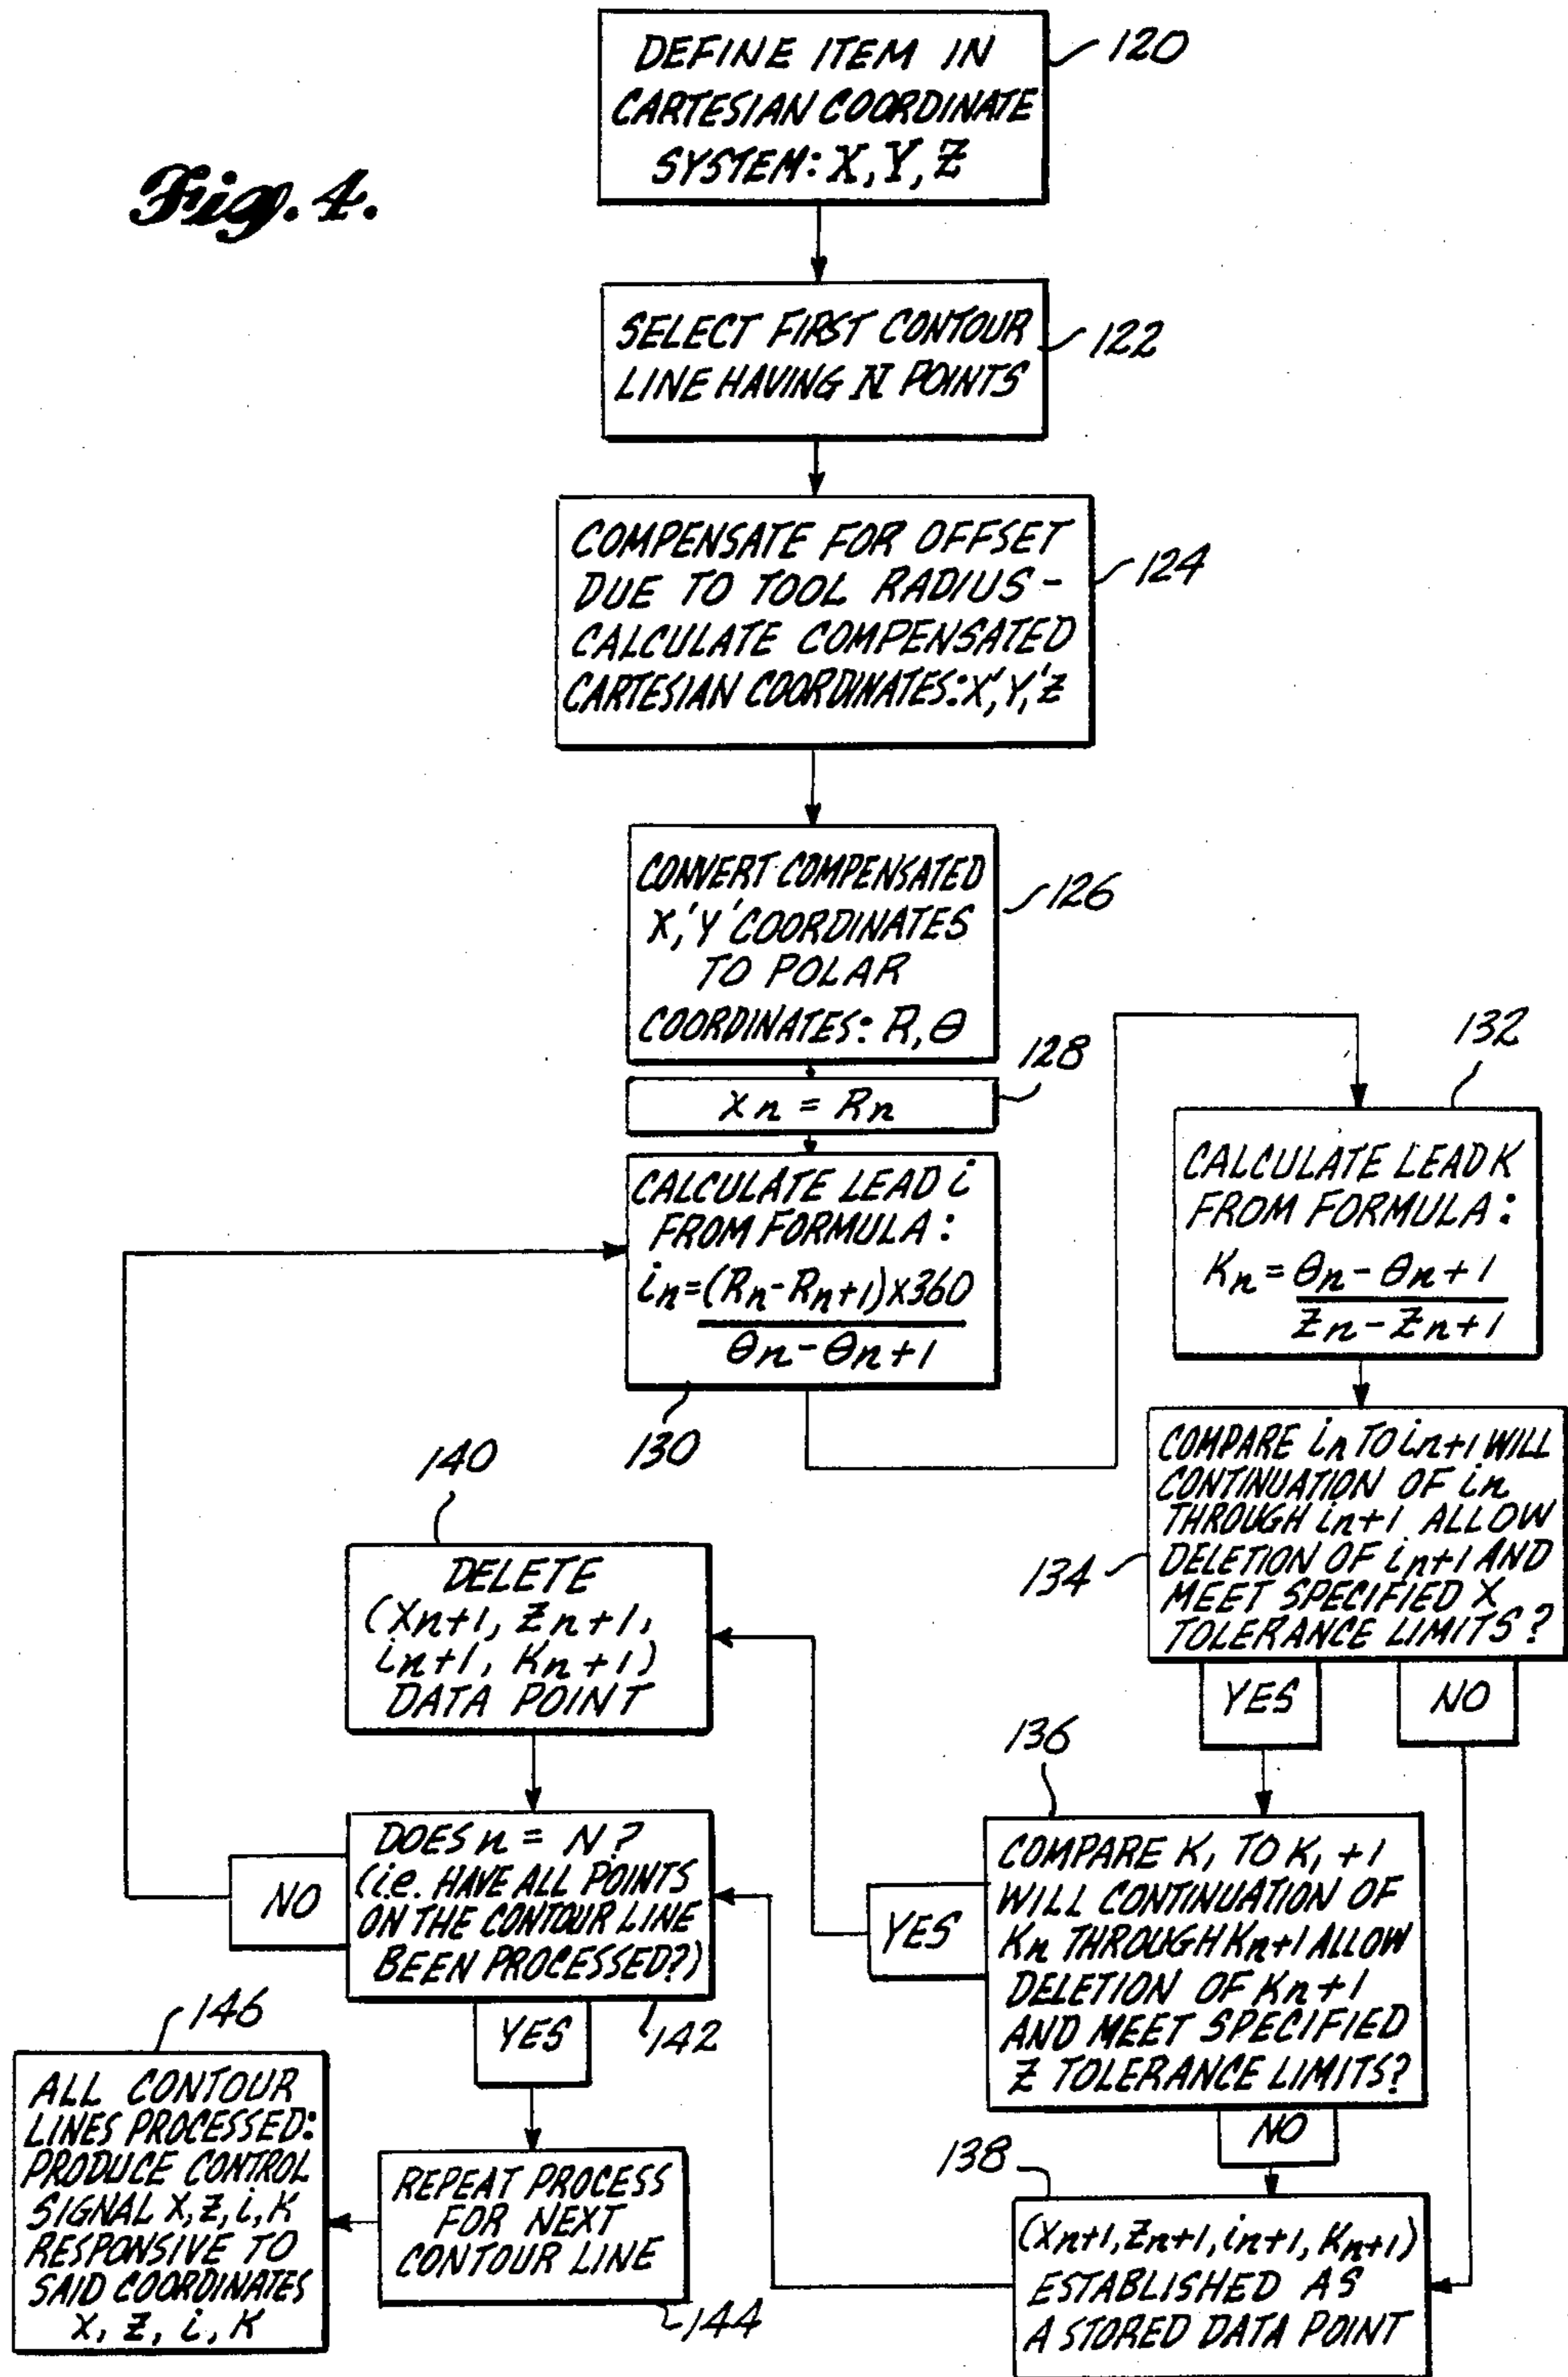 Fig. 4.
DEFINE ITEM IN
CARTESIAN COORDINATE
SYSTEM: X, Y, Z
120
SELECT FIRST CONTOUR
LINE HAVING N POINTS
122
COMPENSATE FOR OFFSET
DUE TO TOOL RADIUS -
CALCULATE COMPENSATED
CARTESIAN COORDINATES: X', Y,' Z
124
CONVERT COMPENSATED
X,' Y' COORDINATES
TO POLAR
COORDINATES: R, θ
126
Xn = Rn
128
CALCULATE LEAD i
FROM FORMULA:
in = (Rn - Rn+1) X 360
θn - θn+1
130
CALCULATE LEAD K
FROM FORMULA:
Kn = θn - θn+1
Zn - Zn+1
132
COMPARE in TO in+1 WILL
CONTINUATION OF in
THROUGH in+1 ALLOW
DELETION OF in+1 AND
MEET SPECIFIED X
TOLERANCE LIMITS?
134
YES
NO
136
COMPARE K, TO K, +1
WILL CONTINUATION OF
Kn THROUGH Kn+1 ALLOW
DELETION OF Kn+1
AND MEET SPECIFIED
Z TOLERANCE LIMITS?
YES
NO
138
(Xn+1, Zn+1, in+1, Kn+1)
ESTABLISHED AS
A STORED DATA POINT
140
DELETE
(Xn+1, Zn+1,
in+1, Kn+1)
DATA POINT
DOES n = N?
(i.e. HAVE ALL POINTS
ON THE CONTOUR LINE
BEEN PROCESSED?)
142
NO
YES
REPEAT PROCESS
FOR NEXT
CONTOUR LINE
144
146
ALL CONTOUR
LINES PROCESSED:
PRODUCE CONTROL
SIGNAL X, Z, i, K
RESPONSIVE TO
SAID COORDINATES
X, Z, i, K